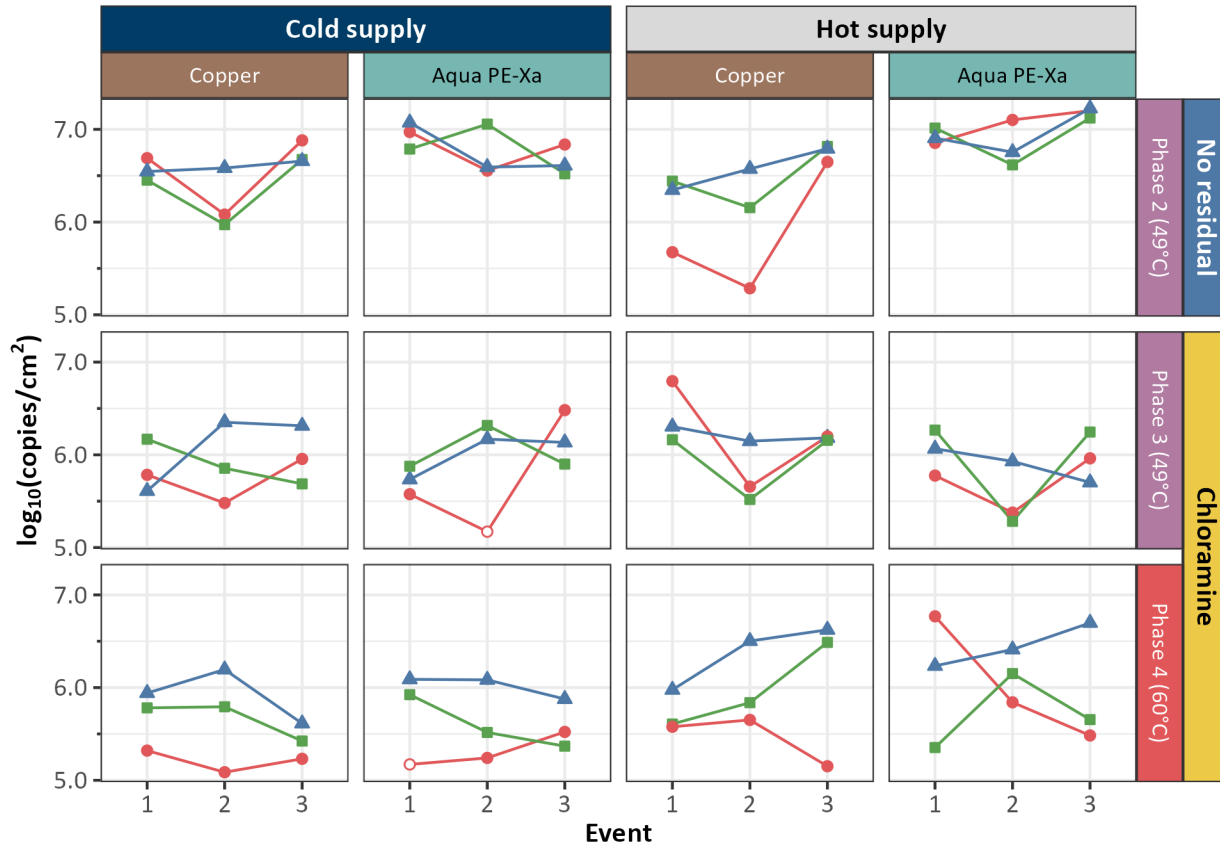 Cold supply
Hot supply
Copper
Aqua PE-Xa
Copper
Aqua PE-Xa
7.0
6.0
5.0
Phase 2 (49°C)
No residual
7.0
6.0
5.0
Phase 3 (49°C)
Chloramine
7.0
6.0
5.0
Phase 4 (60°C)
log₁₀(copies/cm²)
1 2 3
1 2 3
1 2 3
1 2 3
Event